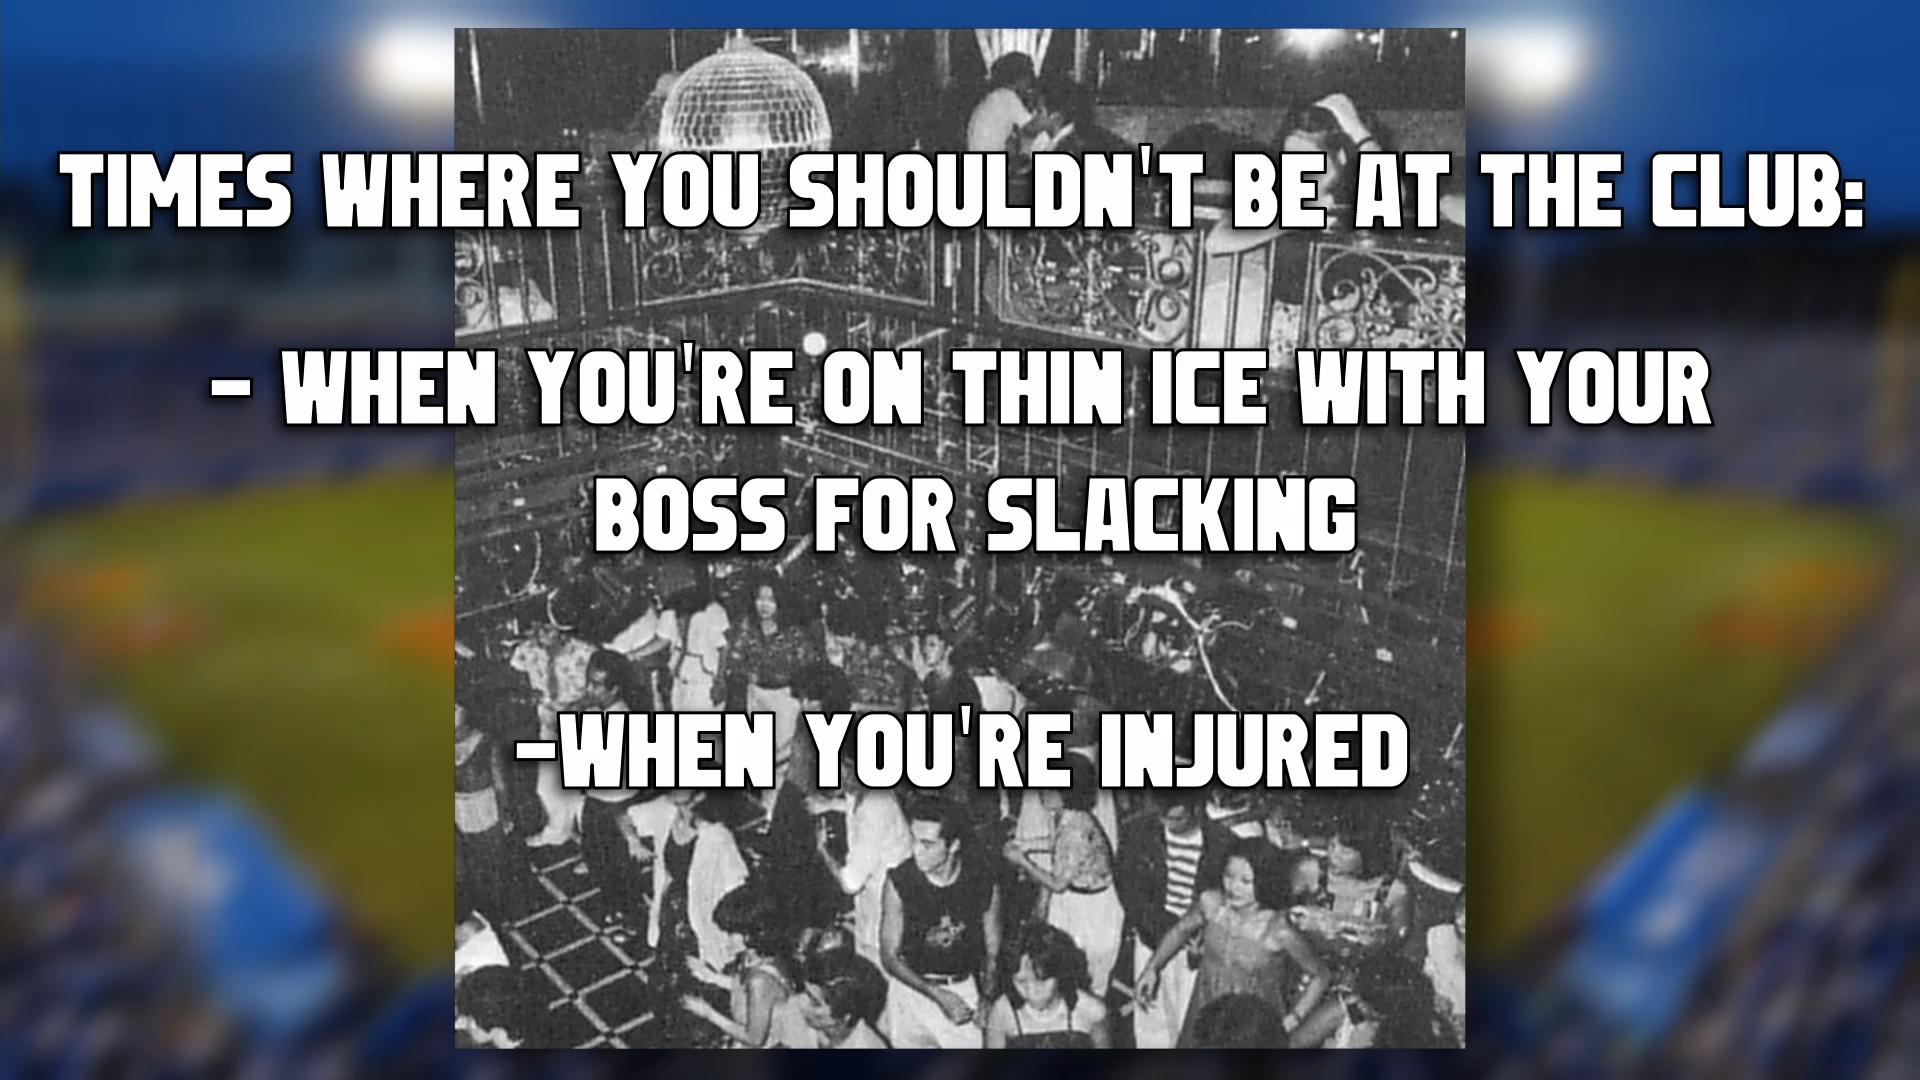 TIMES WHERE YOU SHOULDN'T BE AT THE CLUB:
- WHEN YOU'RE ON THIN ICE WITH YOUR
BOSS FOR SLACKING
-WHEN YOU'RE INJURED